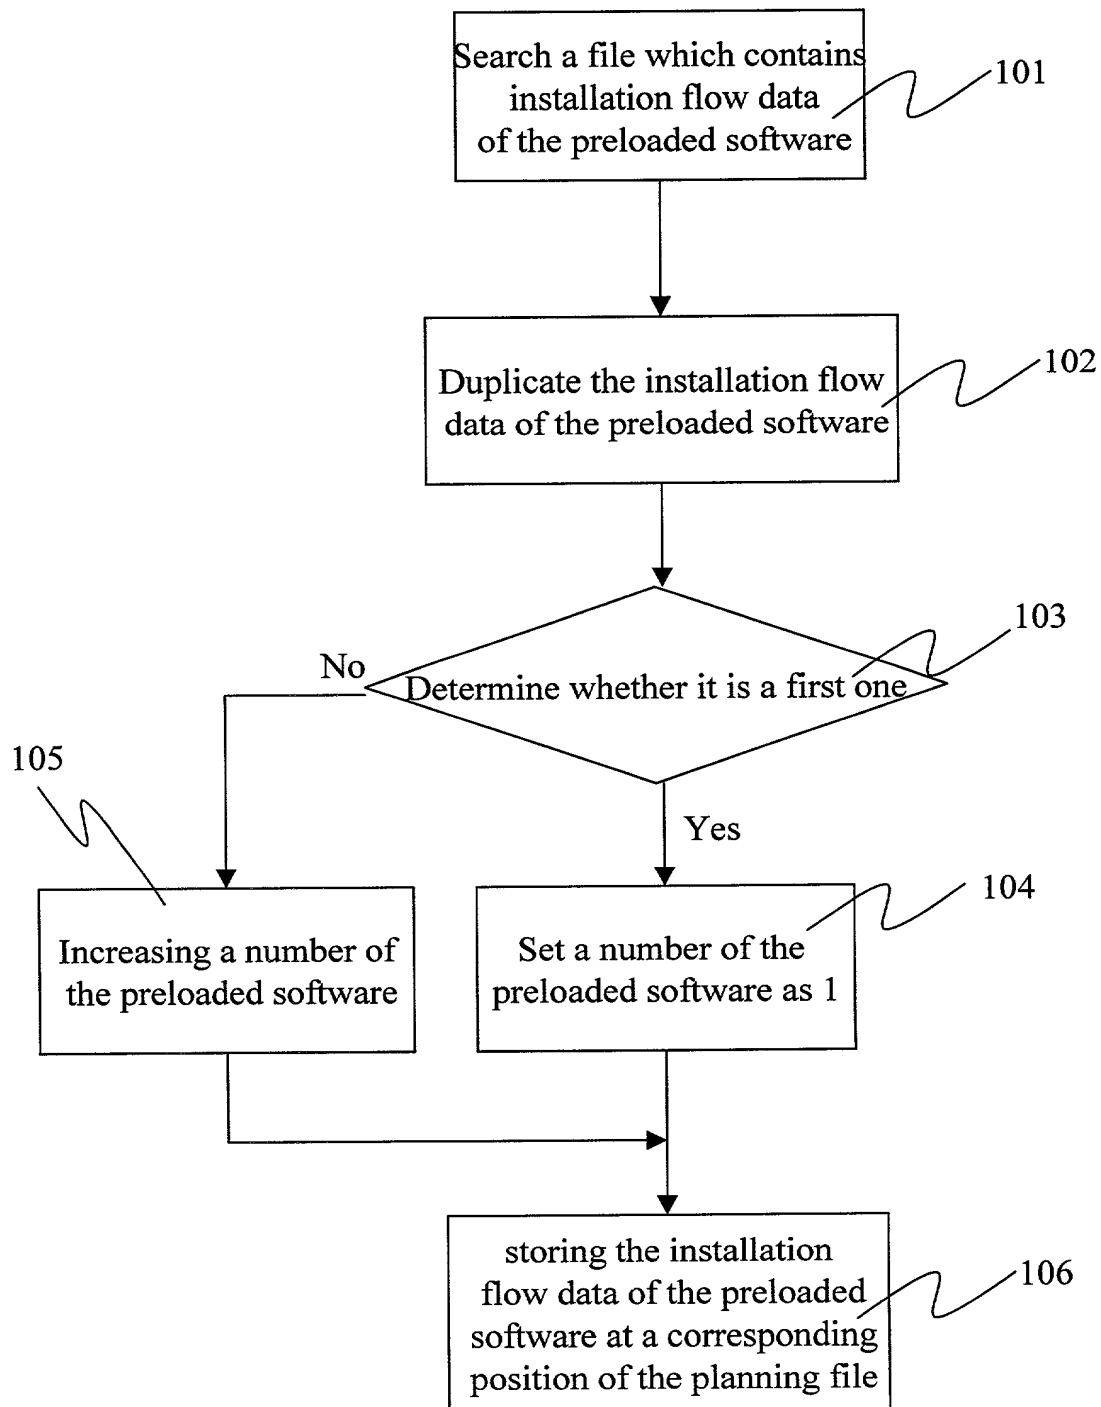 Search a file which contains
installation flow data
of the preloaded software
101
Duplicate the installation flow
data of the preloaded software
102
103
No
Determine whether it is a first one
105
Yes
104
Increasing a number of
the preloaded software
Set a number of the
preloaded software as 1
storing the installation
flow data of the preloaded
software at a corresponding
position of the planning file
106